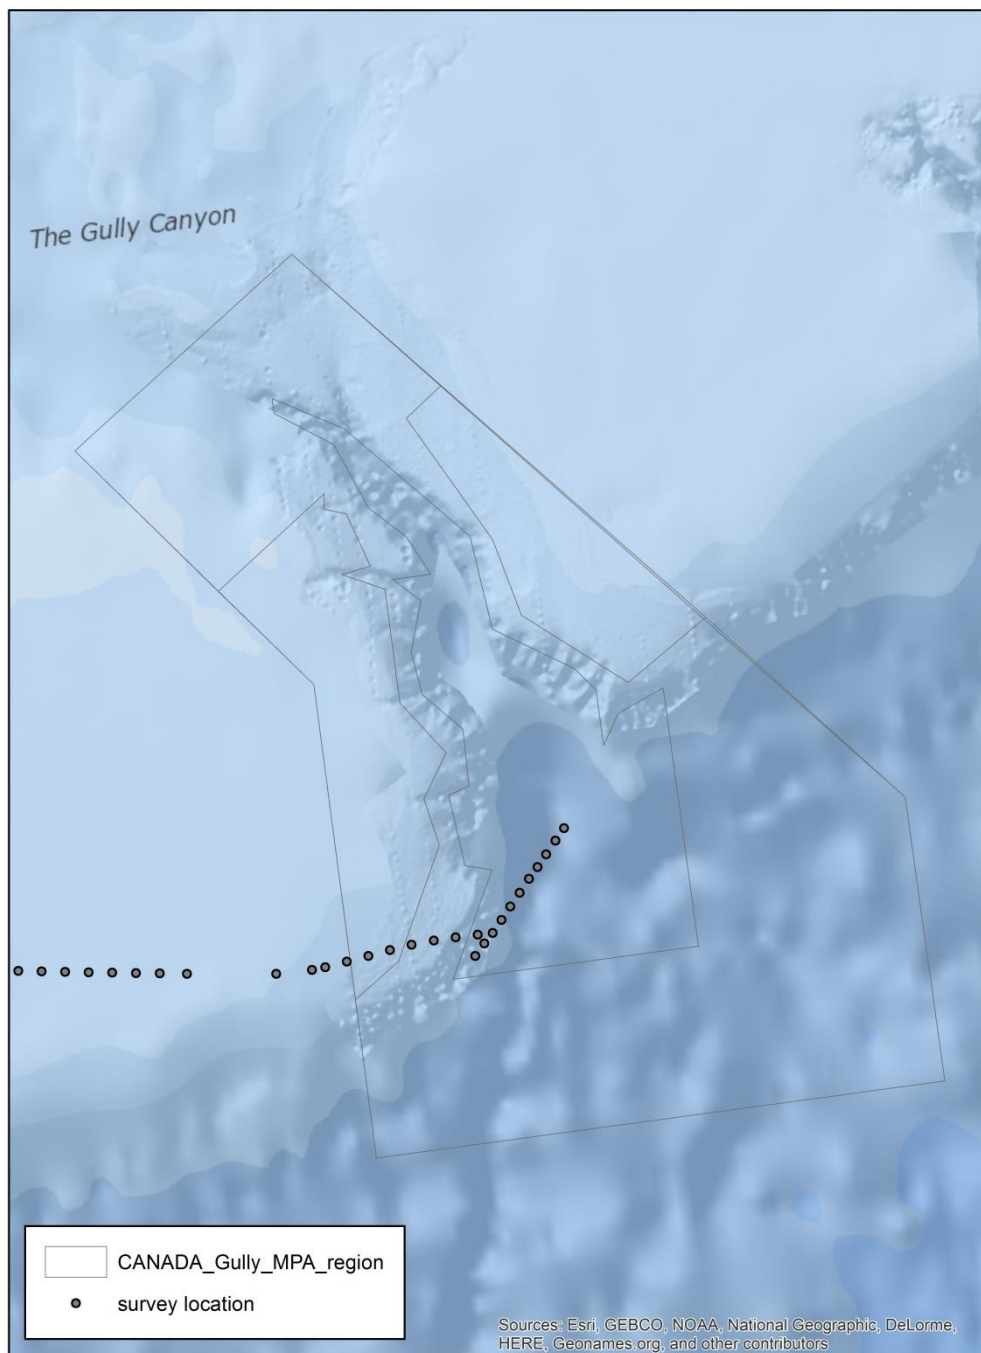 The Gully Canyon
CANADA_Gully_MPA_region
survey location
Sources: Esri, GEBCO, NOAA, National Geographic, DeLorme,
HERE, Geonames.org, and other contributors